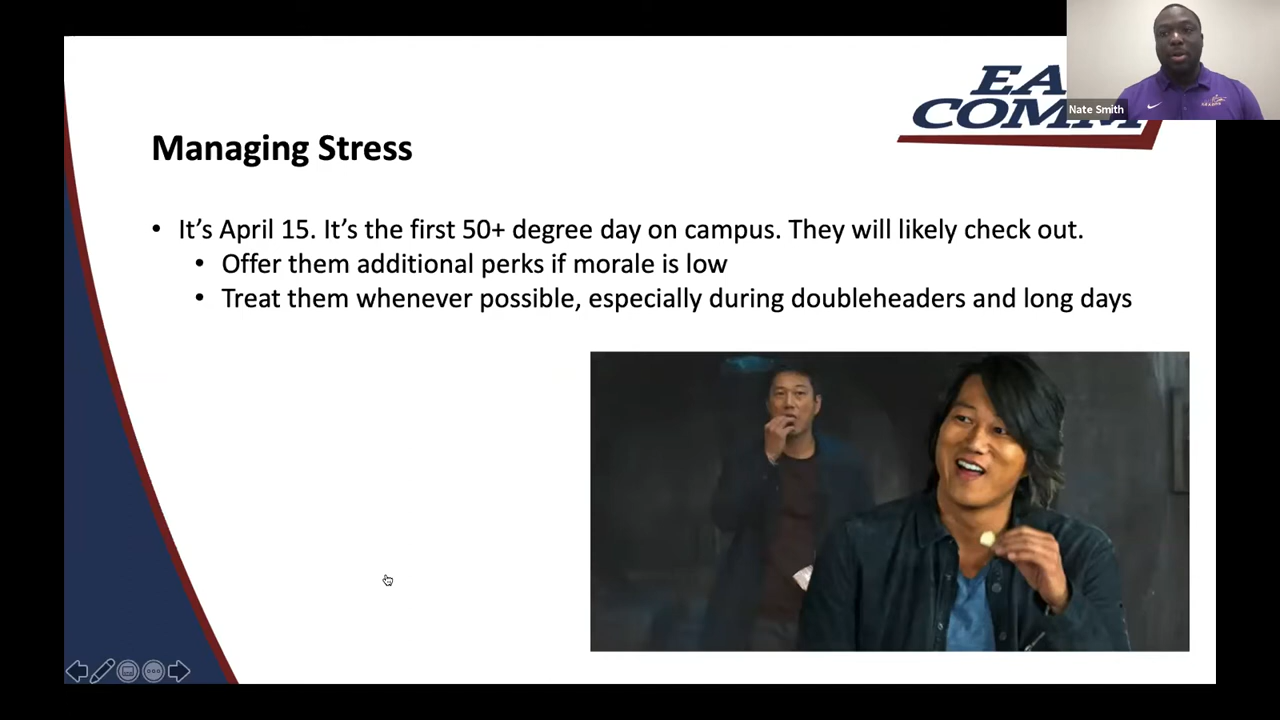 EA
COMM
Nate Smith
Managing Stress
• It’s April 15. It’s the first 50+ degree day on campus. They will likely check out.
• Offer them additional perks if morale is low
• Treat them whenever possible, especially during doubleheaders and long days